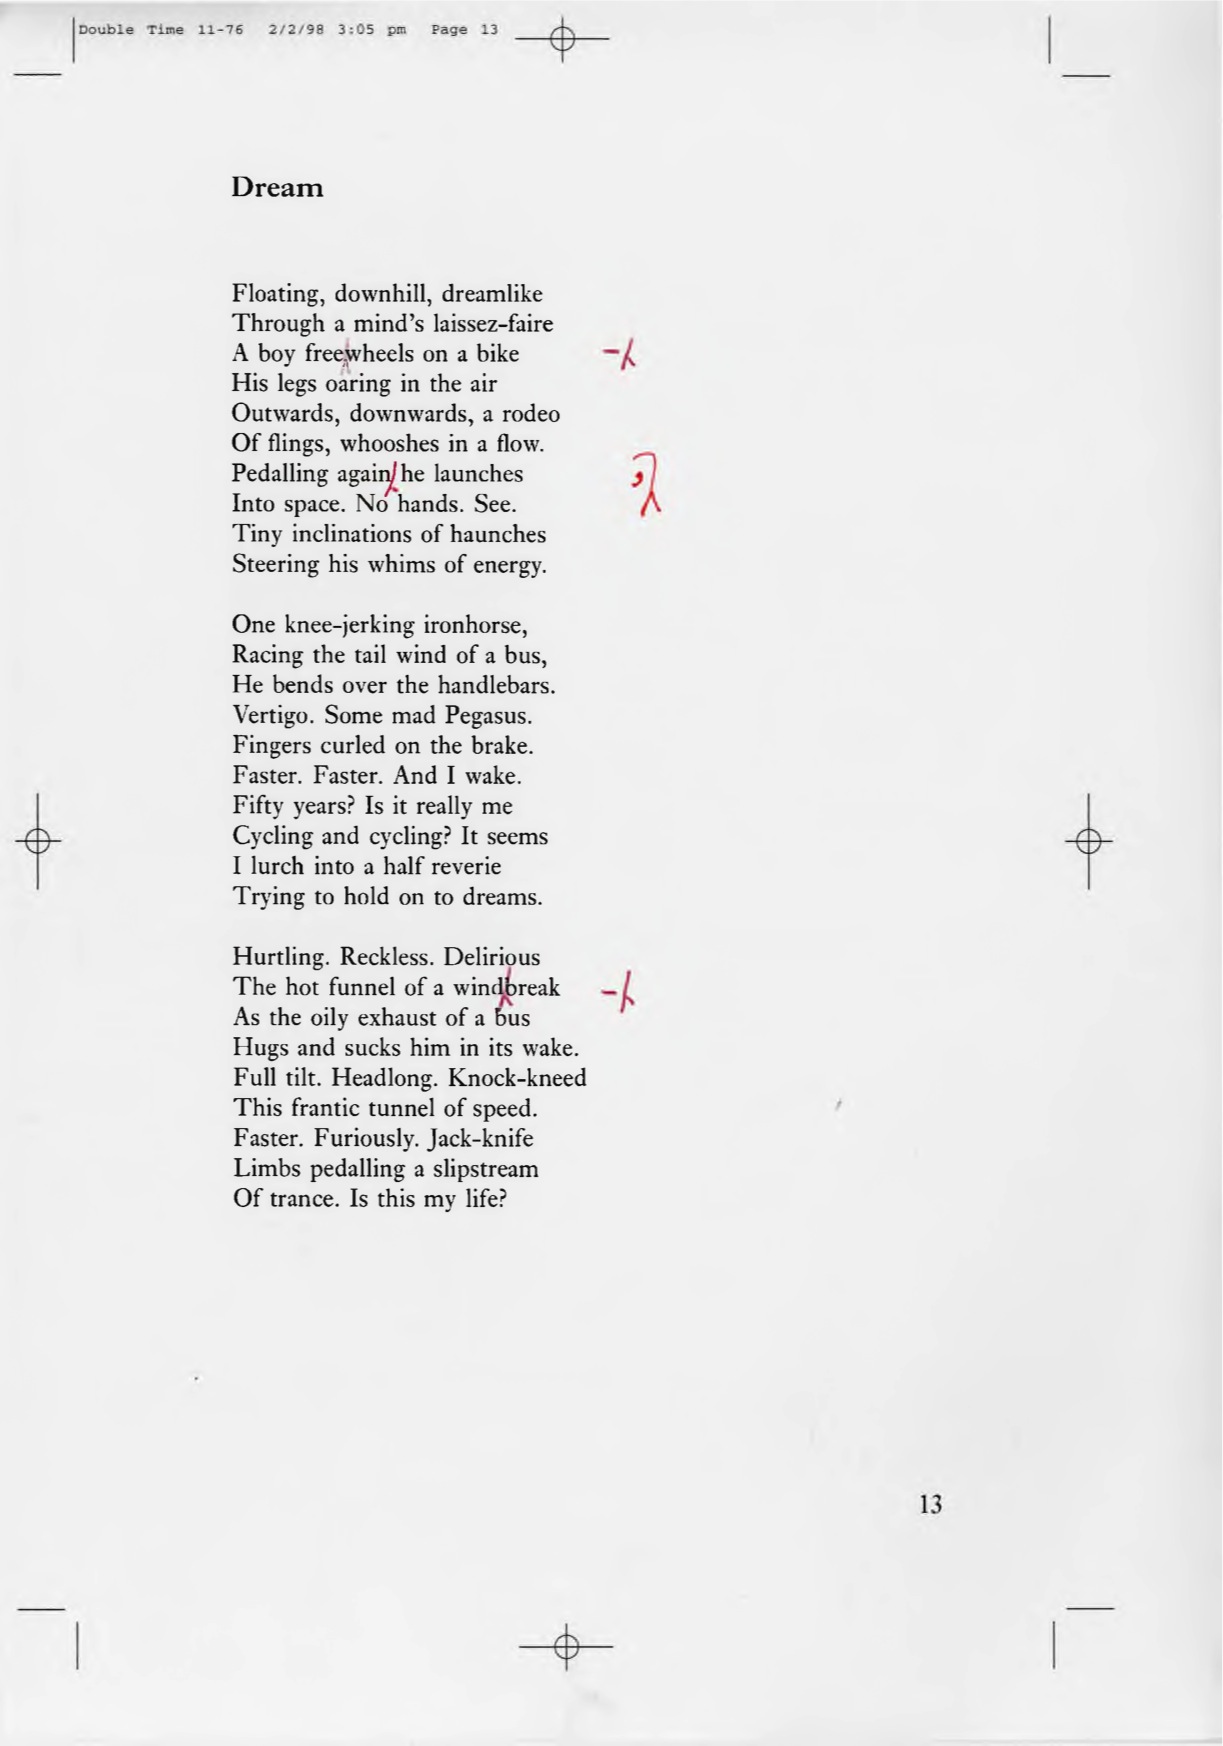 Double Time 11-76 2/2/98 3:05 pm Page 13
Dream
Floating, downhill, dreamlike
Through a mind's laissez-faire
A boy freewheels on a bike -
His legs oaring in the air
Outwards, downwards, a rodeo
Of flings, whooshes in a flow.
Pedalling again he launches ,
Into space. No hands. See.
Tiny inclinations of haunches
Steering his whims of energy.
One knee-jerking ironhorse,
Racing the tail wind of a bus,
He bends over the handlebars.
Vertigo. Some mad Pegasus.
Fingers curled on the brake.
Faster. Faster. And I wake.
Fifty years? Is it really me
Cycling and cycling? It seems
I lurch into a half reverie
Trying to hold on to dreams.
Hurtling. Reckless. Delirious
The hot funnel of a windbreak -
As the oily exhaust of a bus
Hugs and sucks him in its wake.
Full tilt. Headlong. Knock-kneed
This frantic tunnel of speed.
Faster. Furiously. Jack-knife
Limbs pedalling a slipstream
Of trance. Is this my life?
13